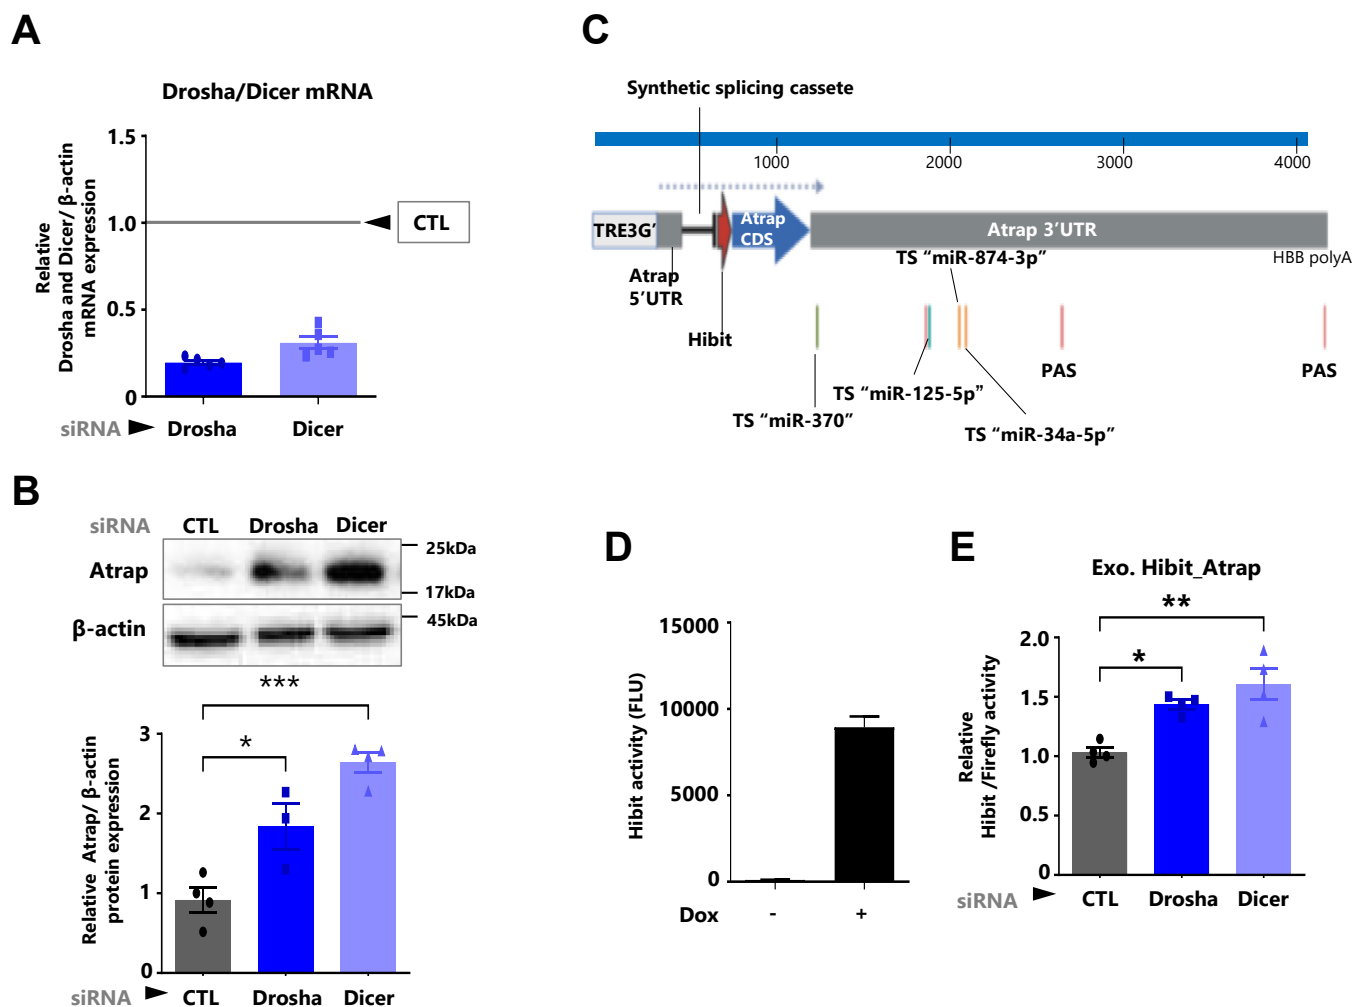 A
Drosha/Dicer mRNA
Relative
Drosha and Dicer/ β-actin
mRNA expression
1.5
1.0
0.5
0
CTL
siRNA
Drosha
Dicer
B
siRNA
CTL
Drosha
Dicer
Atrap
25kDa
17kDa
β-actin
45kDa
***
*
Relative Atrap/ β-actin
protein expression
3
2
1
0
siRNA
CTL
Drosha
Dicer
C
Synthetic splicing cassete
1000
2000
3000
4000
TRE3G'
Atrap
CDS
Atrap 3'UTR
Atrap
5'UTR
Hibit
TS “miR-874-3p”
HBB polyA
TS “miR-370”
TS “miR-125-5p”
TS “miR-34a-5p”
PAS
PAS
D
Hibit activity (FLU)
15000
10000
5000
0
Dox
-
+
E
Exo. Hibit_Atrap
**
*
Relative
Hibit /Firefly activity
2.0
1.5
1.0
0.5
0
siRNA
CTL
Drosha
Dicer